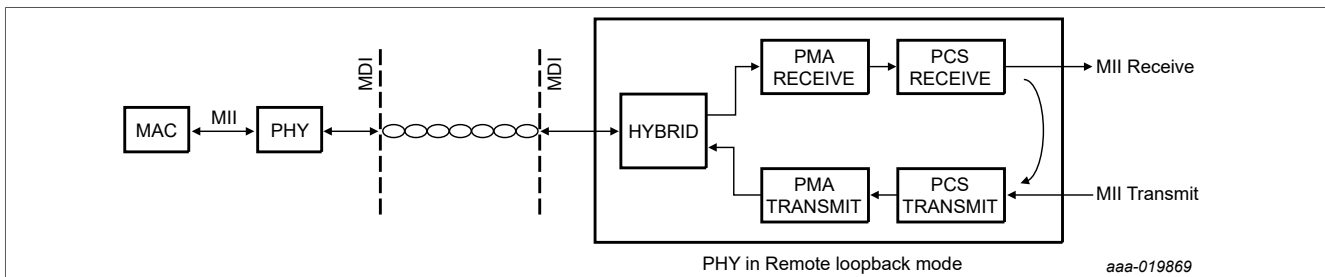 MAC
MII
PHY
MDI
MDI
HYBRID
PMA
RECEIVE
PCS
RECEIVE
MII Receive
PMA
TRANSMIT
PCS
TRANSMIT
MII Transmit
PHY in Remote loopback mode
aaa-019869